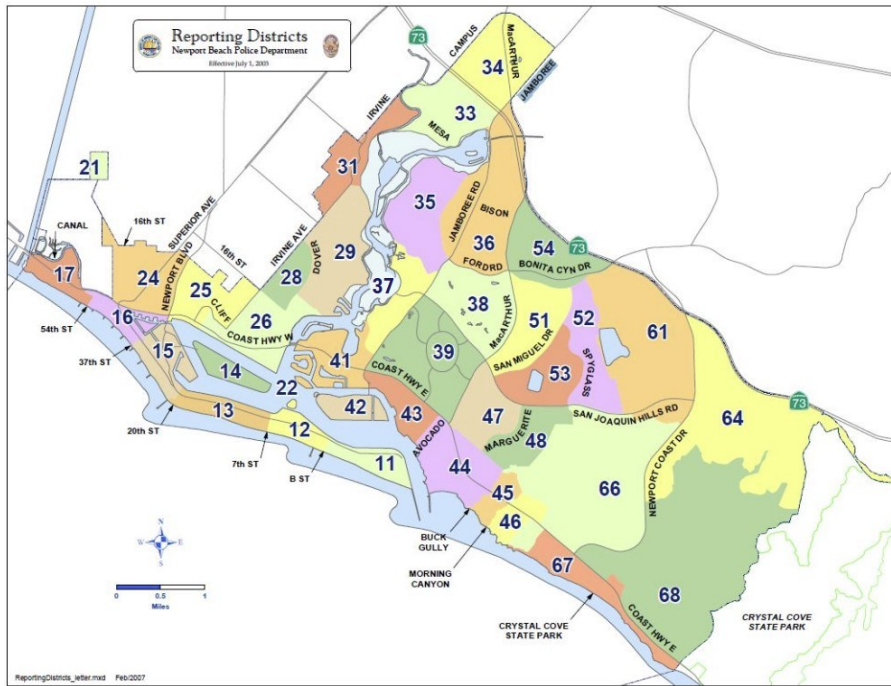 Reporting Districts
Newport Beach Police Department
Effective July 1, 2005
73
CAMPUS
MacARTHUR
34
JAMBOREE
33
IRVINE
MESA
31
21
35
SUPERIOR AVE
16th ST
CANAL
JAMBOREE RD
BISON
36
54
73
FORD RD
BONITA CYN DR
16th ST
IRVINE AVE
DOVER
29
28
24
NEWPORT BLVD
17
25
CLIFF
26
COAST HWY W
37
38
MacARTHUR
51
52
61
SAN MIGUEL DR
SPYGLASS
54th ST
16
37th ST
15
14
22
41
39
COAST HWY E
53
42
43
47
SAN JOAQUIN HILLS RD
64
73
20th ST
13
12
7th ST
B ST
11
AVOCADO
MARGUERITE
48
NEWPORT COAST DR
44
45
46
66
BUCK
GULLY
MORNING
CANYON
67
68
CRYSTAL COVE
STATE PARK
COAST HWY E
CRYSTAL COVE
STATE PARK
N
W
E
S
0
0.5
1
Miles
ReportingDistricts_letter.mxd Feb/2007